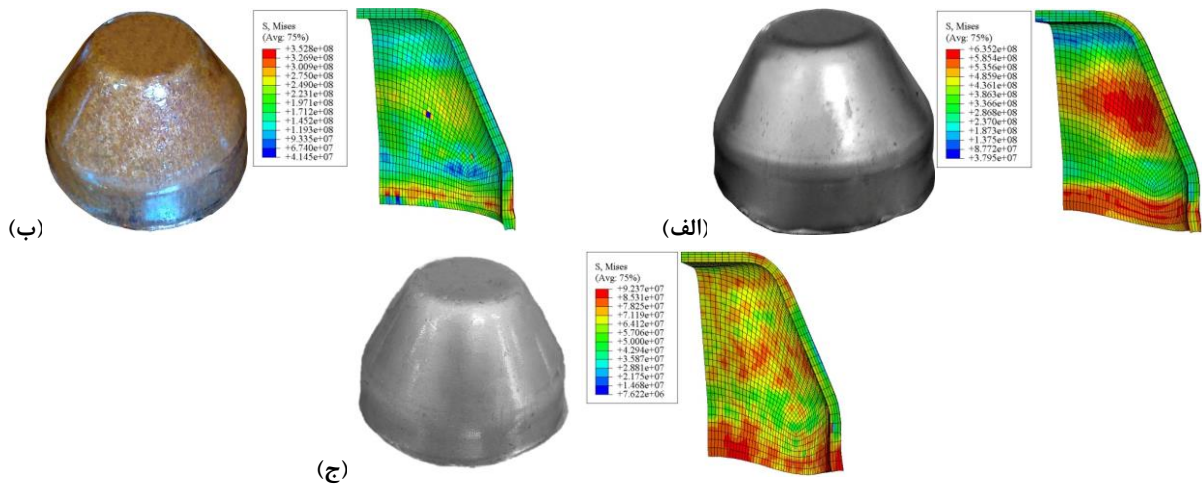 S, Mises
(Avg: 75%)
+6.352e+08
+5.854e+08
+5.356e+08
+4.859e+08
+4.361e+08
+3.863e+08
+3.366e+08
+2.868e+08
+2.370e+08
+1.873e+08
+1.375e+08
+8.772e+07
+3.795e+07
(الف)
S, Mises
(Avg: 75%)
+3.528e+08
+3.269e+08
+3.009e+08
+2.750e+08
+2.490e+08
+2.231e+08
+1.971e+08
+1.712e+08
+1.452e+08
+1.193e+08
+9.335e+07
+6.740e+07
+4.145e+07
(ب)
S, Mises
(Avg: 75%)
+9.237e+07
+8.531e+07
+7.825e+07
+7.119e+07
+6.412e+07
+5.706e+07
+5.000e+07
+4.294e+07
+3.587e+07
+2.881e+07
+2.175e+07
+1.468e+07
+7.622e+06
(ج)